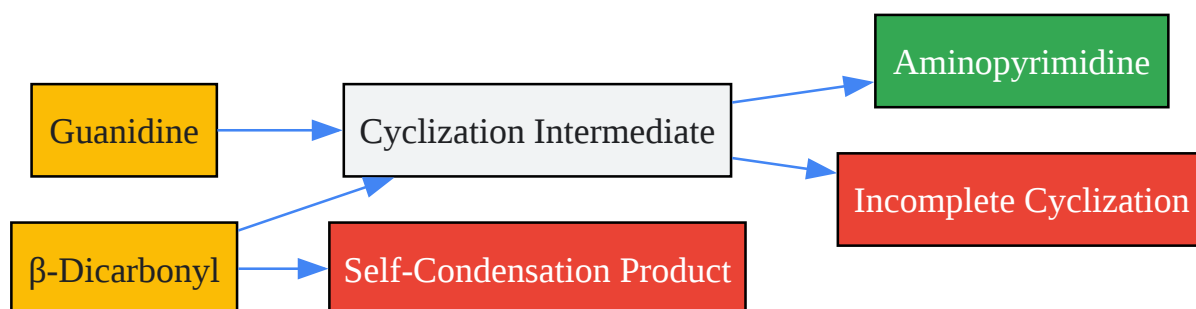 Guanidine
β-Dicarbonyl
Cyclization Intermediate
Self-Condensation Product
Aminopyrimidine
Incomplete Cyclization